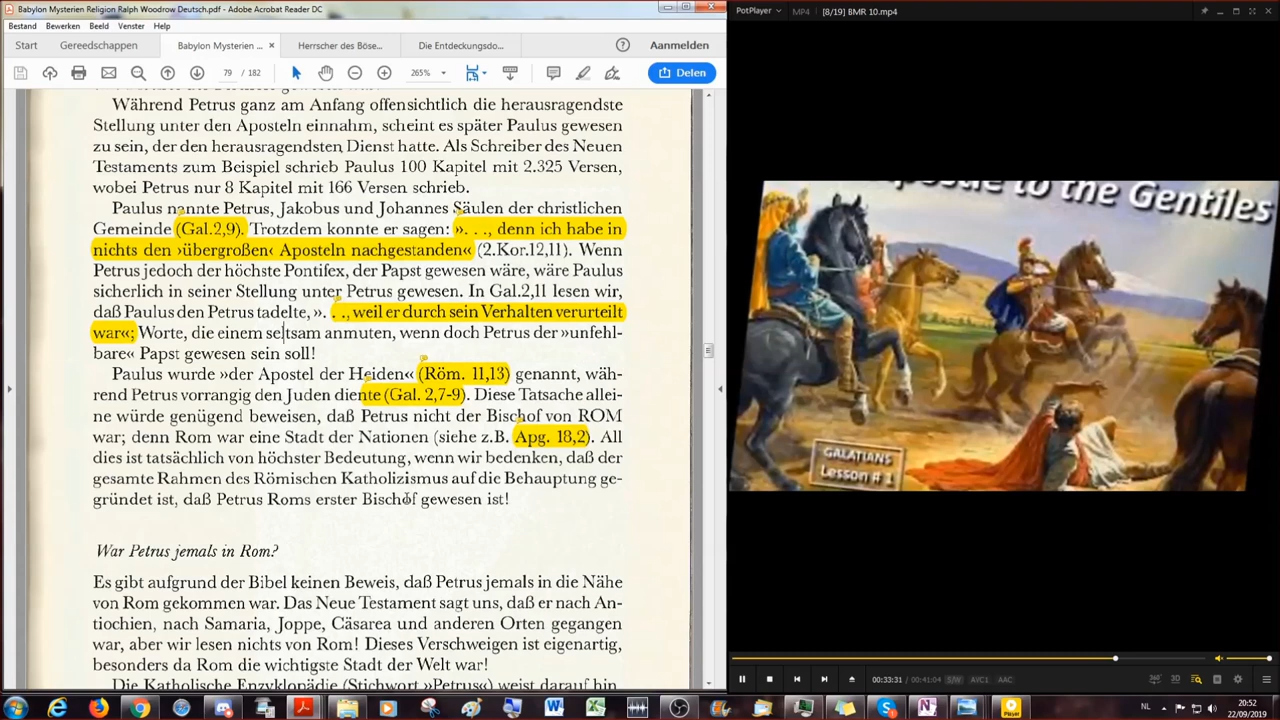 Babylon Mysterien Religion Ralph Woodrow Deutsch.pdf - Adobe Acrobat Reader DC
Bestand Bewerken Beeld Venster Help
Start Gereedschappen Babylon Mysterien ... × Herrscher des Böse... Die Entdeckungsdo... Aanmelden
79 / 182 265% Delen
Während Petrus ganz am Anfang offensichtlich die herausragendste
Stellung unter den Aposteln einnahm, scheint es später Paulus gewesen
zu sein, der den herausragendsten Dienst hatte. Als Schreiber des Neuen
Testaments zum Beispiel schrieb Paulus 100 Kapitel mit 2.325 Versen,
wobei Petrus nur 8 Kapitel mit 166 Versen schrieb.
Paulus nannte Petrus, Jakobus und Johannes Säulen der christlichen
Gemeinde (Gal.2,9). Trotzdem konnte er sagen: ». . ., denn ich habe in
nichts den ›übergroßen‹ Aposteln nachgestanden« (2.Kor.12,11). Wenn
Petrus jedoch der höchste Pontifex, der Papst gewesen wäre, wäre Paulus
sicherlich in seiner Stellung unter Petrus gewesen. In Gal.2,11 lesen wir,
daß Paulus den Petrus tadelte, ». . ., weil er durch sein Verhalten verurteilt
war«; Worte, die einem seltsam anmuten, wenn doch Petrus der »unfehl-
bare« Papst gewesen sein soll!
Paulus wurde »der Apostel der Heiden« (Röm. 11,13) genannt, wäh-
rend Petrus vorrangig den Juden diente (Gal. 2,7-9). Diese Tatsache allei-
ne würde genügend beweisen, daß Petrus nicht der Bischof von ROM
war; denn Rom war eine Stadt der Nationen (siehe z.B. Apg. 18,2). All
dies ist tatsächlich von höchster Bedeutung, wenn wir bedenken, daß der
gesamte Rahmen des Römischen Katholizismus auf die Behauptung ge-
gründet ist, daß Petrus Roms erster Bischof gewesen ist!
War Petrus jemals in Rom?
Es gibt aufgrund der Bibel keinen Beweis, daß Petrus jemals in die Nähe
von Rom gekommen war. Das Neue Testament sagt uns, daß er nach An-
tiochien, nach Samaria, Joppe, Cäsarea und anderen Orten gegangen
war, aber wir lesen nichts von Rom! Dieses Verschweigen ist eigenartig,
besonders da Rom die wichtigste Stadt der Welt war!
Die Katholische Enzyklopädie (Stichwort »Petrus«) weist darauf hin,
PotPlayer MP4 [8/19] BMR 10.mp4
to the Gentiles
GALATIANS
Lesson # 1
00:33:31 / 00:41:04 S/W AVC1 AAC
360° 3D
NL 20:52
22/09/2019